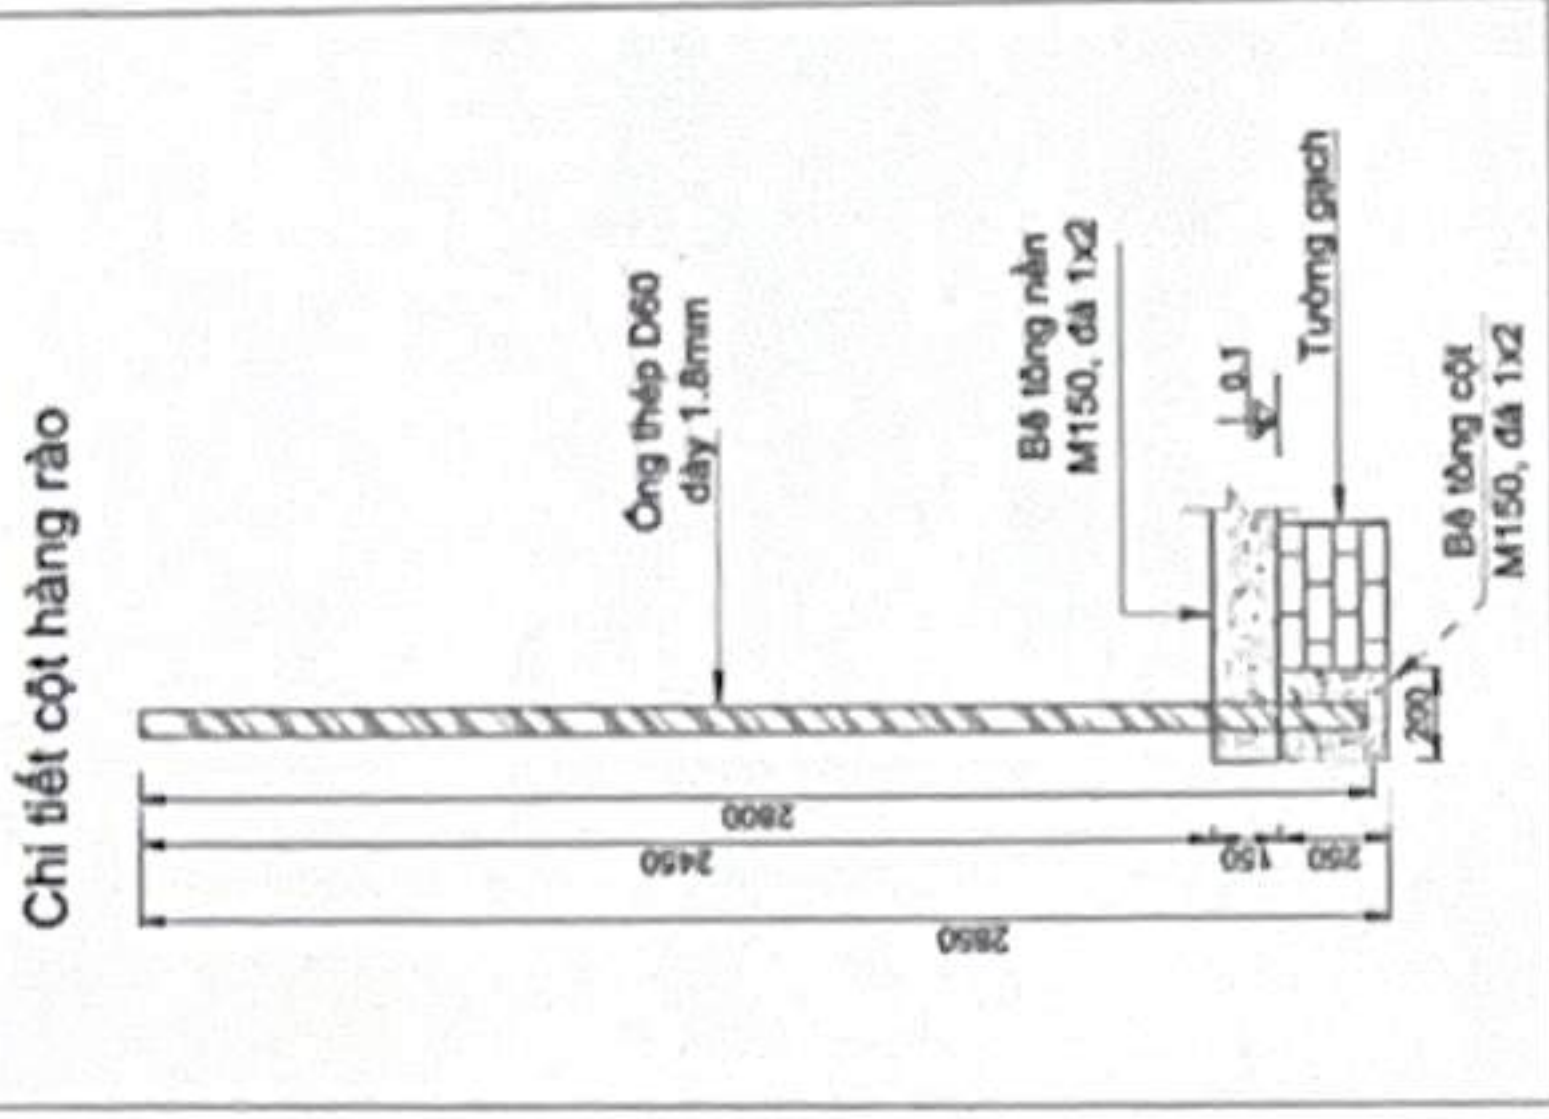 Chi tiết cột hàng rào
Ống thép D60
dày 1.8mm
Bê tông nền
M150, đá 1x2
Tường gạch
Bê tông cột
M150, đá 1x2
2800
2450
150
250
2850
200